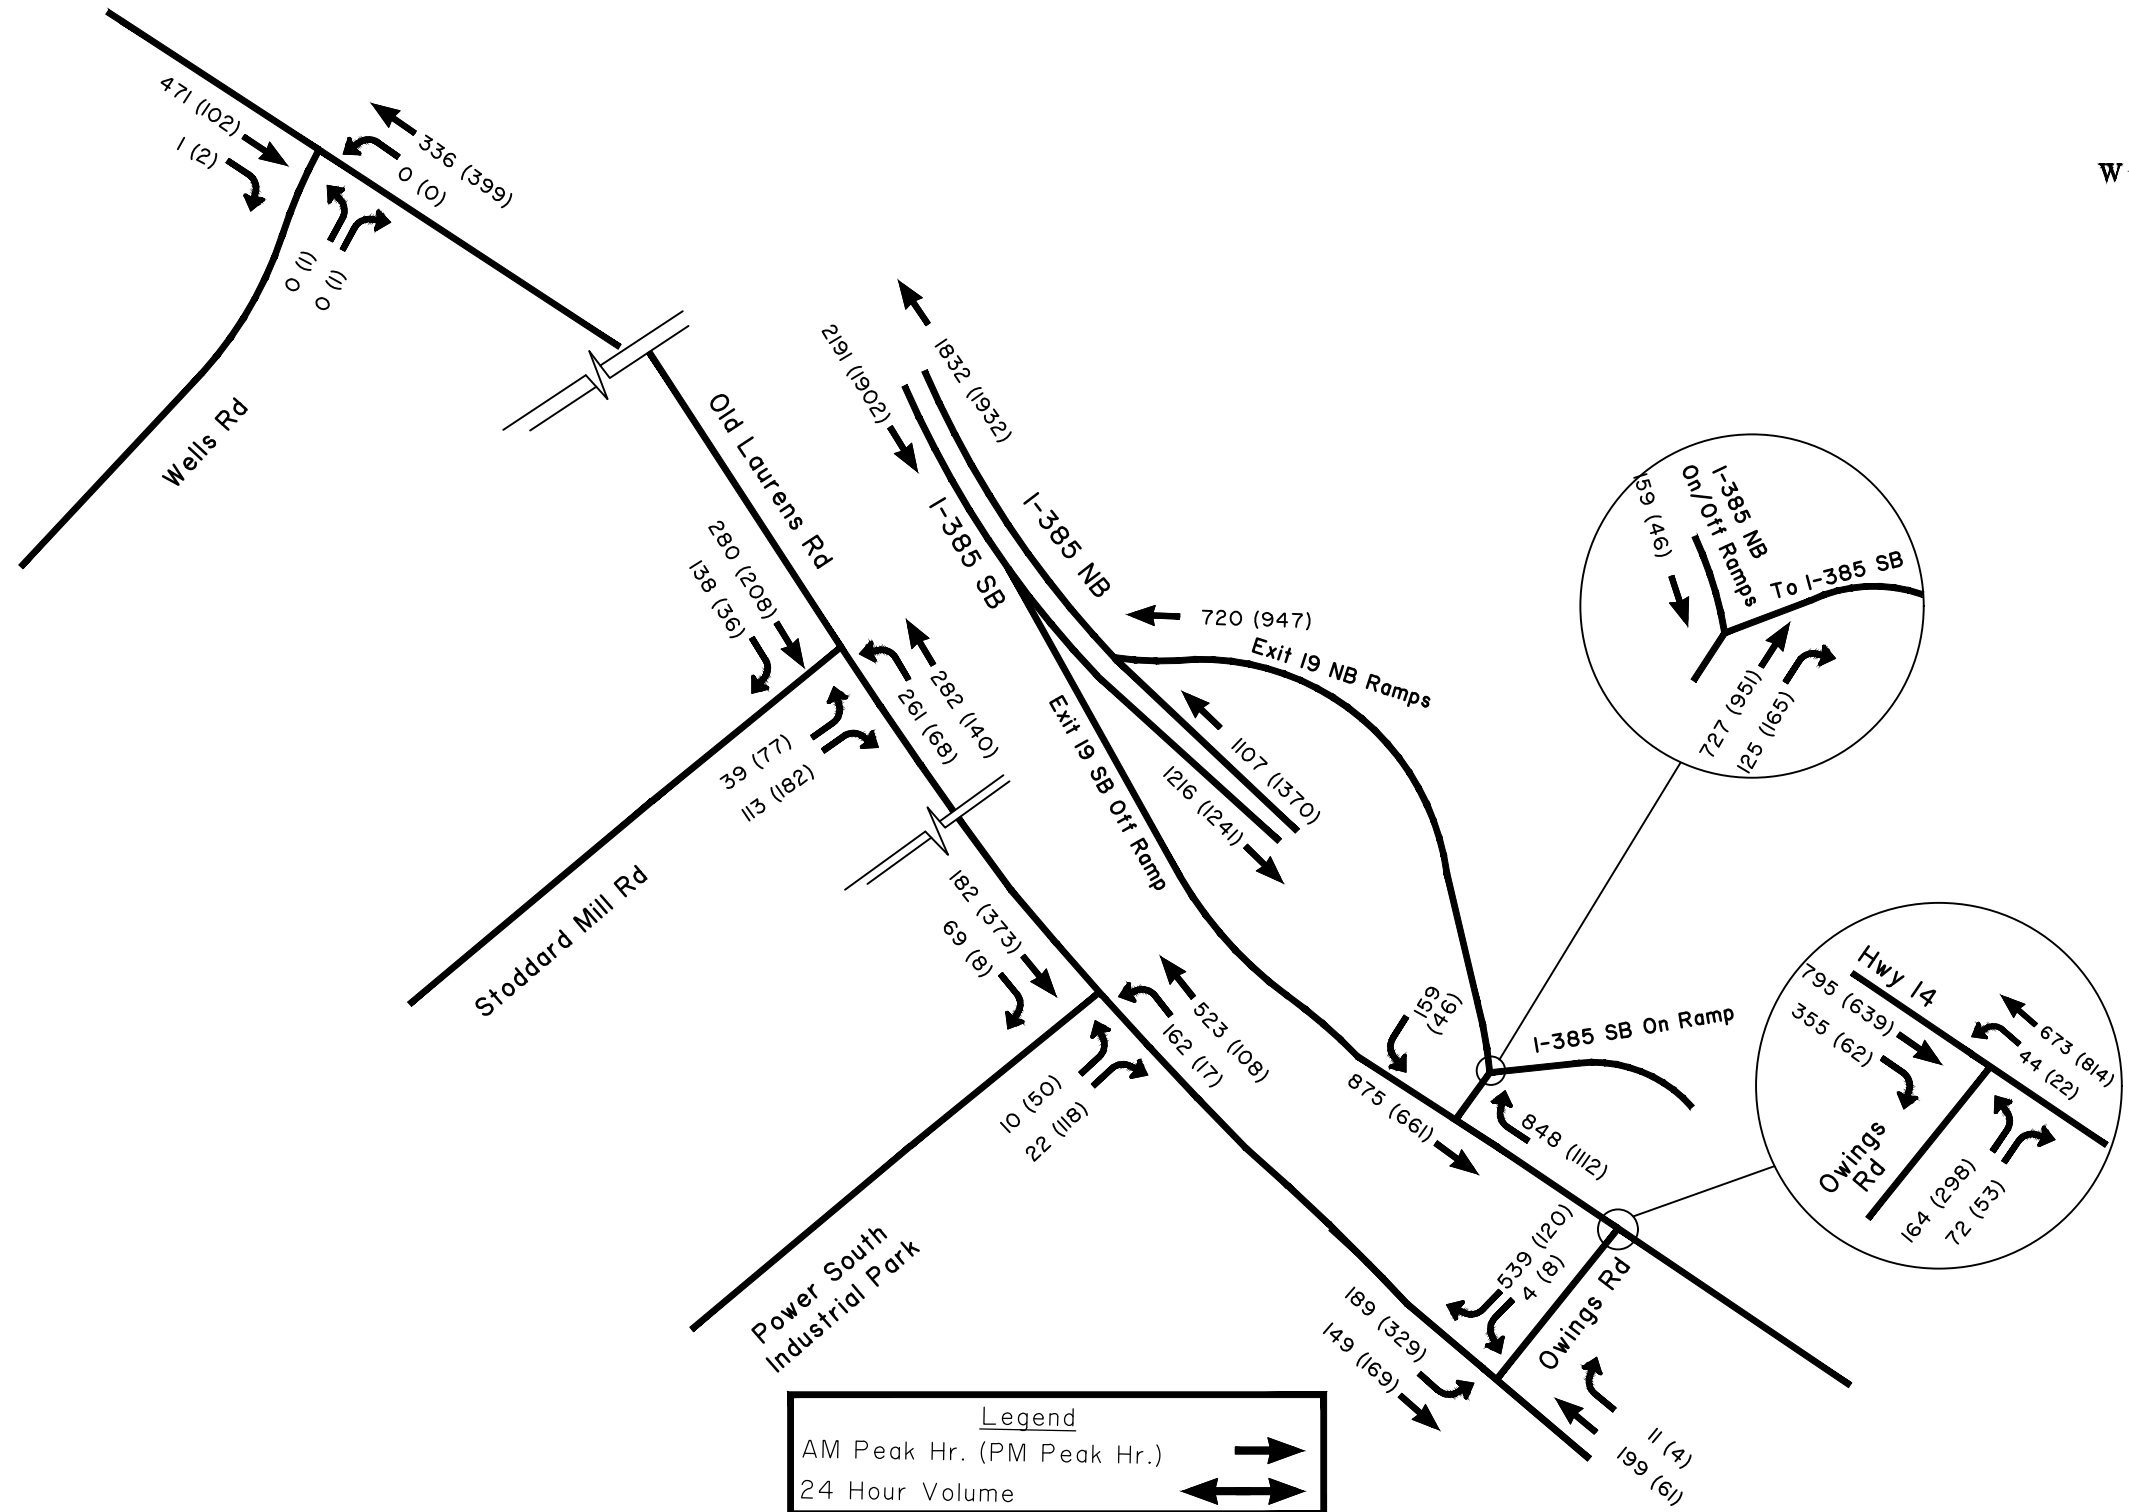 471 (102)
1 (2)
336 (399)
0 (0)
0 (1)
0 (1)
Wells Rd
W
Old Laurens Rd
2191 (1902)
1832 (1932)
I-385 SB
I-385 NB
280 (208)
138 (36)
282 (140)
261 (68)
39 (77)
113 (182)
Stoddard Mill Rd
720 (947)
Exit 19 NB Ramps
Exit 19 SB Off Ramp
1107 (1370)
1216 (1241)
159 (46)
I-385 NB
On/Off Ramps
To I-385 SB
727 (951)
125 (165)
182 (373)
69 (8)
523 (108)
162 (17)
10 (50)
22 (118)
Power South
Industrial Park
159
(46)
I-385 SB On Ramp
875 (661)
848 (1112)
Hwy 14
795 (639)
355 (62)
673 (814)
44 (22)
Owings
Rd
164 (298)
72 (53)
539 (120)
4 (8)
Owings Rd
189 (329)
149 (169)
11 (4)
199 (61)
Legend
AM Peak Hr. (PM Peak Hr.)
24 Hour Volume